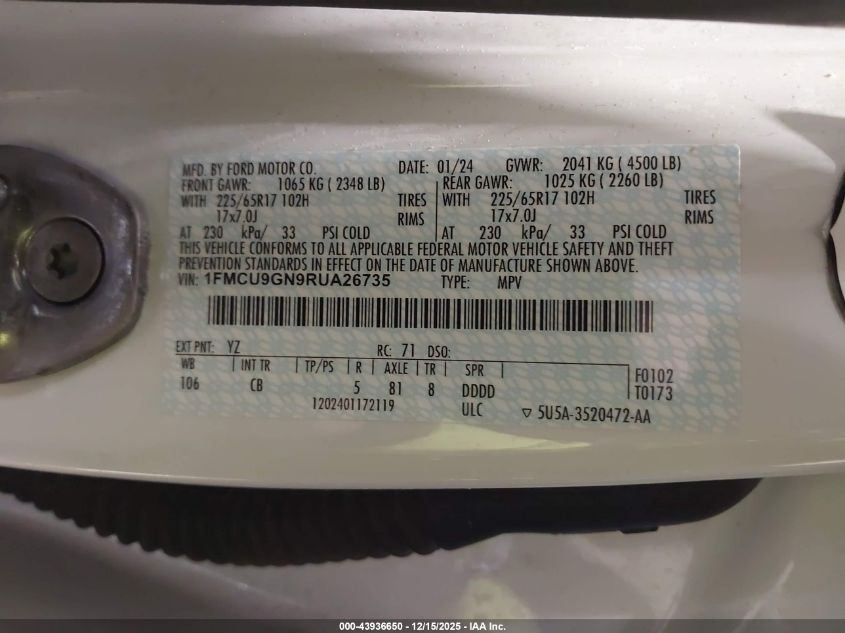 MFD. BY FORD MOTOR CO. DATE: 01/24 GVWR: 2041 KG ( 4500 LB)
FRONT GAWR: 1065 KG ( 2348 LB) REAR GAWR: 1025 KG ( 2260 LB)
WITH 225/65R17 102H TIRES WITH 225/65R17 102H TIRES
17x7.0J RIMS 17x7.0J RIMS
AT 230 kPa/ 33 PSI COLD AT 230 kPa/ 33 PSI COLD
THIS VEHICLE CONFORMS TO ALL APPLICABLE FEDERAL MOTOR VEHICLE SAFETY AND THEFT
PREVENTION STANDARDS IN EFFECT ON THE DATE OF MANUFACTURE SHOWN ABOVE.
VIN: 1FMCU9GN9RUA26735 TYPE: MPV
EXT PNT: YZ RC: 71 DSO:
WB INT TR TP/PS R AXLE TR SPR
106 CB 5 81 8 DDDD F0102
T0173
1202401172119 ULC ▽ 5U5A-3520472-AA
000-43936650 - 12/15/2025 - IAA Inc.